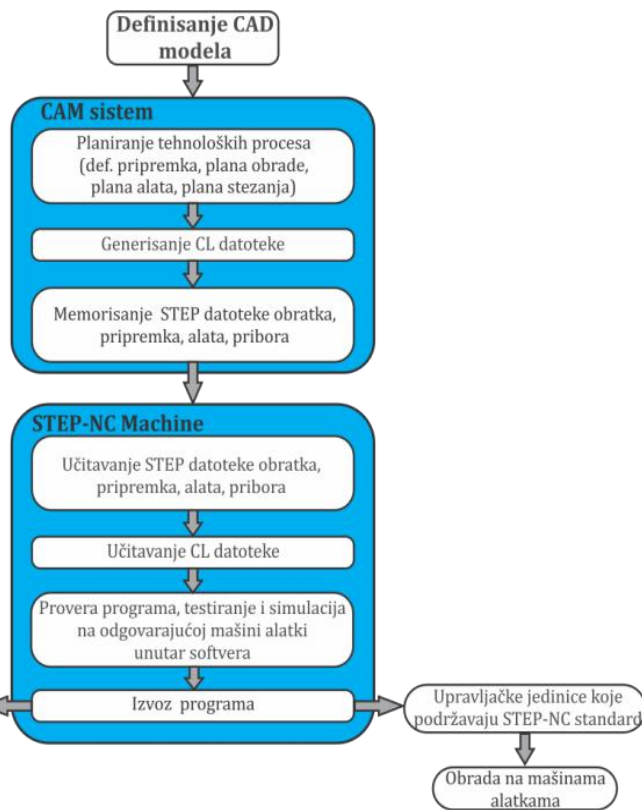 Definisanje CAD
modela
CAM sistem
Planiranje tehnoloških procesa
(def. pripremka, plana obrade,
plana alata, plana stezanja)
Generisanje CL datoteke
Memorisanje STEP datoteke obratka,
pripremka, alata, pribora
STEP-NC Machine
Učitavanje STEP datoteke obratka,
pripremka, alata, pribora
Učitavanje CL datoteke
Provera programa, testiranje i simulacija
na odgovarajućoj mašini alatki
unutar softvera
Izvoz programa
Upravljačke jedinice koje
podržavaju STEP-NC standard
Obrada na mašinama
alatkama